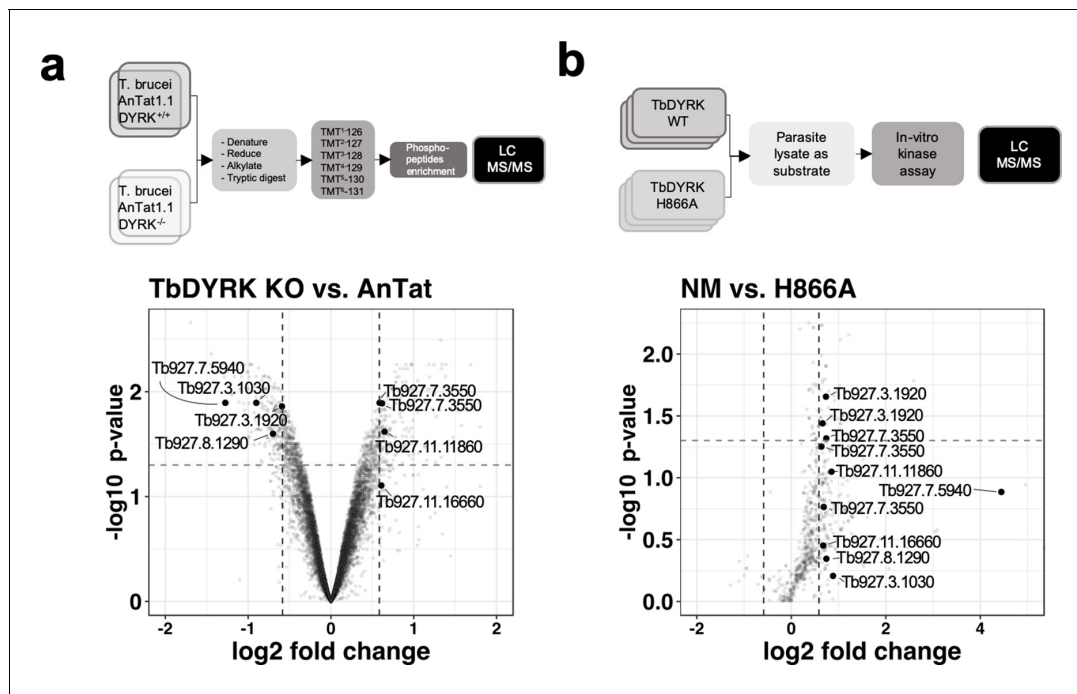 a
T. brucei
AnTat1.1
DYRK+/+
T. brucei
AnTat1.1
DYRK-/-
- Denature
- Reduce
- Alkylate
- Tryptic digest
TMT1-126
TMT2-127
TMT3-128
TMT4-129
TMT5-130
TMT6-131
Phospho-
peptides
enrichment
LC
MS/MS
b
TbDYRK
WT
TbDYRK
H866A
Parasite
lysate as
substrate
In-vitro
kinase
assay
LC
MS/MS
TbDYRK KO vs. AnTat
Tb927.7.5940
Tb927.3.1030
Tb927.3.1920
Tb927.8.1290
Tb927.7.3550
Tb927.7.3550
Tb927.11.11860
Tb927.11.16660
-log10 p-value
2
1
0
-2
-1
0
1
2
log2 fold change
NM vs. H866A
Tb927.3.1920
Tb927.3.1920
Tb927.7.3550
Tb927.7.3550
Tb927.11.11860
Tb927.7.5940
Tb927.7.3550
Tb927.11.16660
Tb927.8.1290
Tb927.3.1030
-log10 p-value
2.0
1.5
1.0
0.5
0.0
-2
0
2
4
log2 fold change